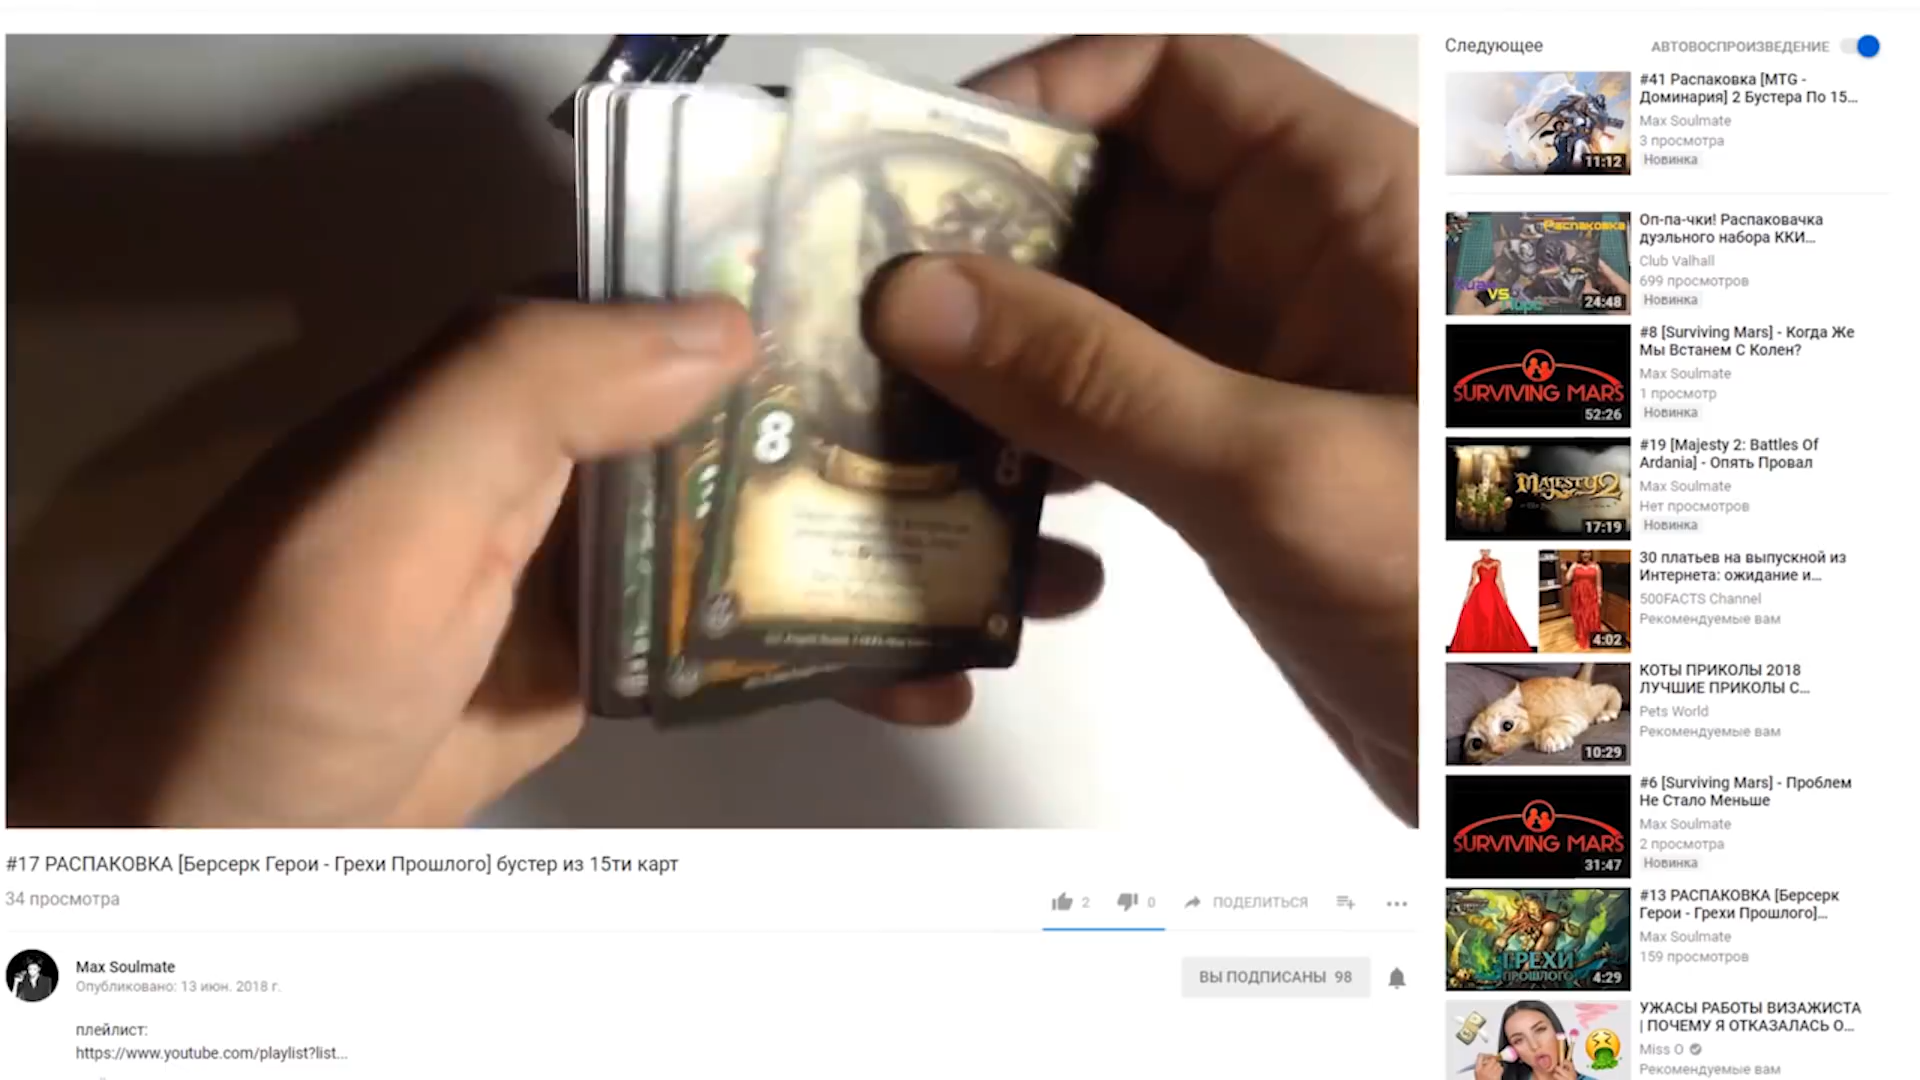 8
8
#17 РАСПАКОВКА [Берсерк Герои - Грехи Прошлого] бустер из 15ти карт
34 просмотра
2
0
ПОДЕЛИТЬСЯ
Max Soulmate
Опубликовано: 13 июн. 2018 г.
ВЫ ПОДПИСАНЫ 98
плейлист:
https://www.youtube.com/playlist?list...
Следующее
АВТОВОСПРОИЗВЕДЕНИЕ
11:12
#41 Распаковка [MTG -
Доминария] 2 Бустера По 15...
Max Soulmate
3 просмотра
Новинка
Распаковка
VS
24:48
Оп-па-чки! Распаковачка
дуэльного набора ККИ...
Club Valhall
699 просмотров
Новинка
SURVIVING MARS
52:26
#8 [Surviving Mars] - Когда Же
Мы Встанем С Колен?
Max Soulmate
1 просмотр
Новинка
MAJESTY 2
17:19
#19 [Majesty 2: Battles Of
Ardania] - Опять Провал
Max Soulmate
Нет просмотров
Новинка
4:02
30 платьев на выпускной из
Интернета: ожидание и...
500FACTS Channel
Рекомендуемые вам
10:29
КОТЫ ПРИКОЛЫ 2018
ЛУЧШИЕ ПРИКОЛЫ С...
Pets World
Рекомендуемые вам
SURVIVING MARS
31:47
#6 [Surviving Mars] - Проблем
Не Стало Меньше
Max Soulmate
2 просмотра
Новинка
ГРЕХИ
ПРОШЛОГО
4:29
#13 РАСПАКОВКА [Берсерк
Герои - Грехи Прошлого]...
Max Soulmate
159 просмотров
УЖАСЫ РАБОТЫ ВИЗАЖИСТА
| ПОЧЕМУ Я ОТКАЗАЛАСЬ О...
Miss O
Рекомендуемые вам